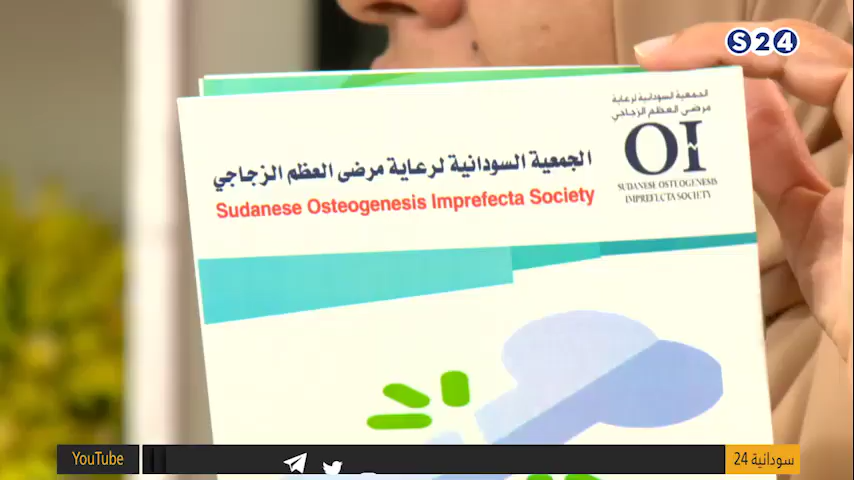 S24
الجمعية السودانية لرعاية
مرضى العظم الزجاجي
OI
SUDANESE OSTEOGENESIS
IMPREFECTA SOCIETY
الجمعية السودانية لرعاية مرضى العظم الزجاجي
Sudanese Osteogenesis Imprefecta Society
YouTube
سودانية 24